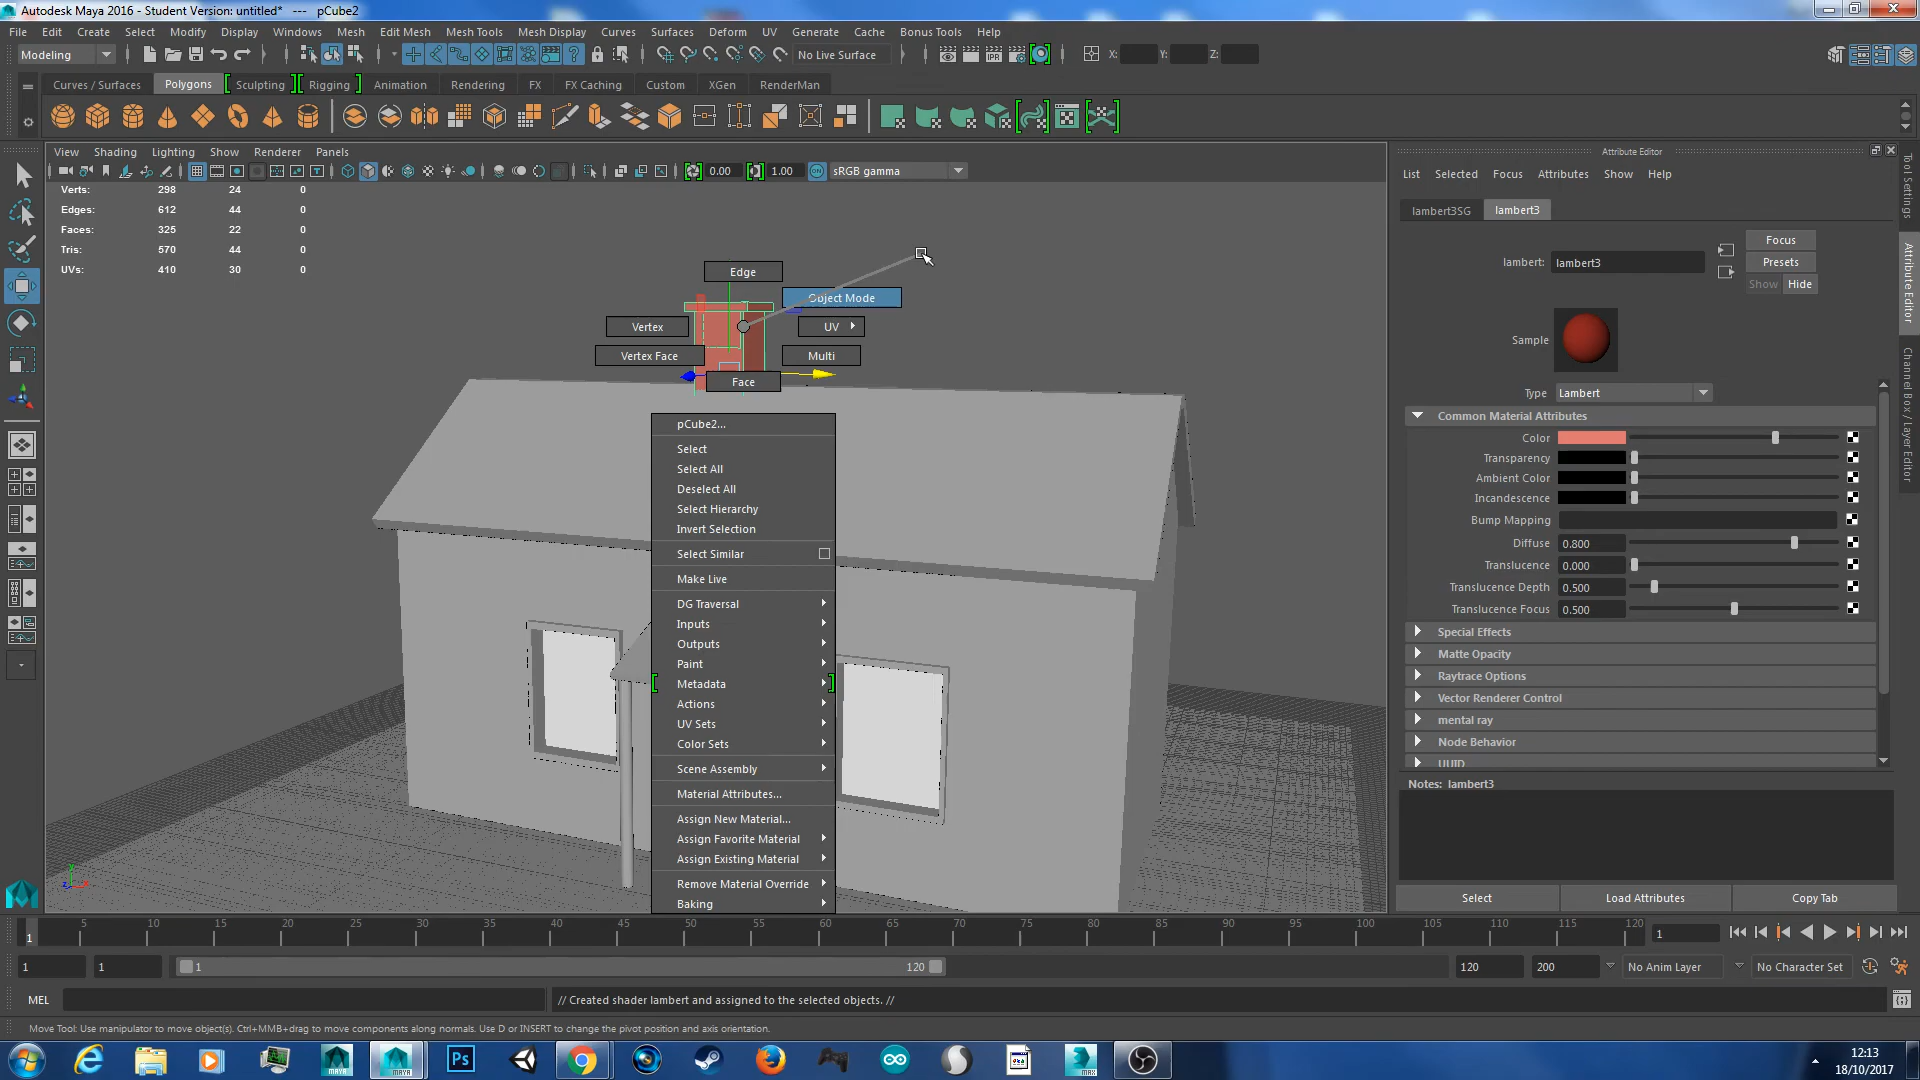 Autodesk Maya 2016 - Student Version: untitled* --- pCube2
File Edit Create Select Modify Display Windows Mesh Edit Mesh Mesh Tools Mesh Display Curves Surfaces Deform UV Generate Cache Bonus Tools Help
Modeling No Live Surface X: Y: Z:
Curves / Surfaces Polygons Sculpting Rigging Animation Rendering FX FX Caching Custom XGen RenderMan
View Shading Lighting Show Renderer Panels
0.00 1.00 ON sRGB gamma
Verts: 298 24 0
Edges: 612 44 0
Faces: 325 22 0
Tris: 570 44 0
UVs: 410 30 0
Edge
Object Mode
Vertex
UV
Vertex Face
Multi
Face
pCube2...
Select
Select All
Deselect All
Select Hierarchy
Invert Selection
Select Similar
Make Live
DG Traversal
Inputs
Outputs
Paint
Metadata
Actions
UV Sets
Color Sets
Scene Assembly
Material Attributes...
Assign New Material...
Assign Favorite Material
Assign Existing Material
Remove Material Override
Baking
Attribute Editor
List Selected Focus Attributes Show Help
lambert3SG lambert3
Focus
lambert: lambert3
Presets
Show Hide
Sample
Type Lambert
Common Material Attributes
Color
Transparency
Ambient Color
Incandescence
Bump Mapping
Diffuse 0.800
Translucence 0.000
Translucence Depth 0.500
Translucence Focus 0.500
Special Effects
Matte Opacity
Raytrace Options
Vector Renderer Control
mental ray
Node Behavior
UUID
Notes: lambert3
Select Load Attributes Copy Tab
Tool Settings
Attribute Editor
Channel Box / Layer Editor
1 5 10 15 20 25 30 35 40 45 50 55 60 65 70 75 80 85 90 95 100 105 110 115 120 1
1 1 1 120 120 200 No Anim Layer No Character Set
MEL // Created shader lambert and assigned to the selected objects. //
Move Tool: Use manipulator to move object(s). Ctrl+MMB+drag to move components along normals. Use D or INSERT to change the pivot position and axis orientation.
12:13
18/10/2017